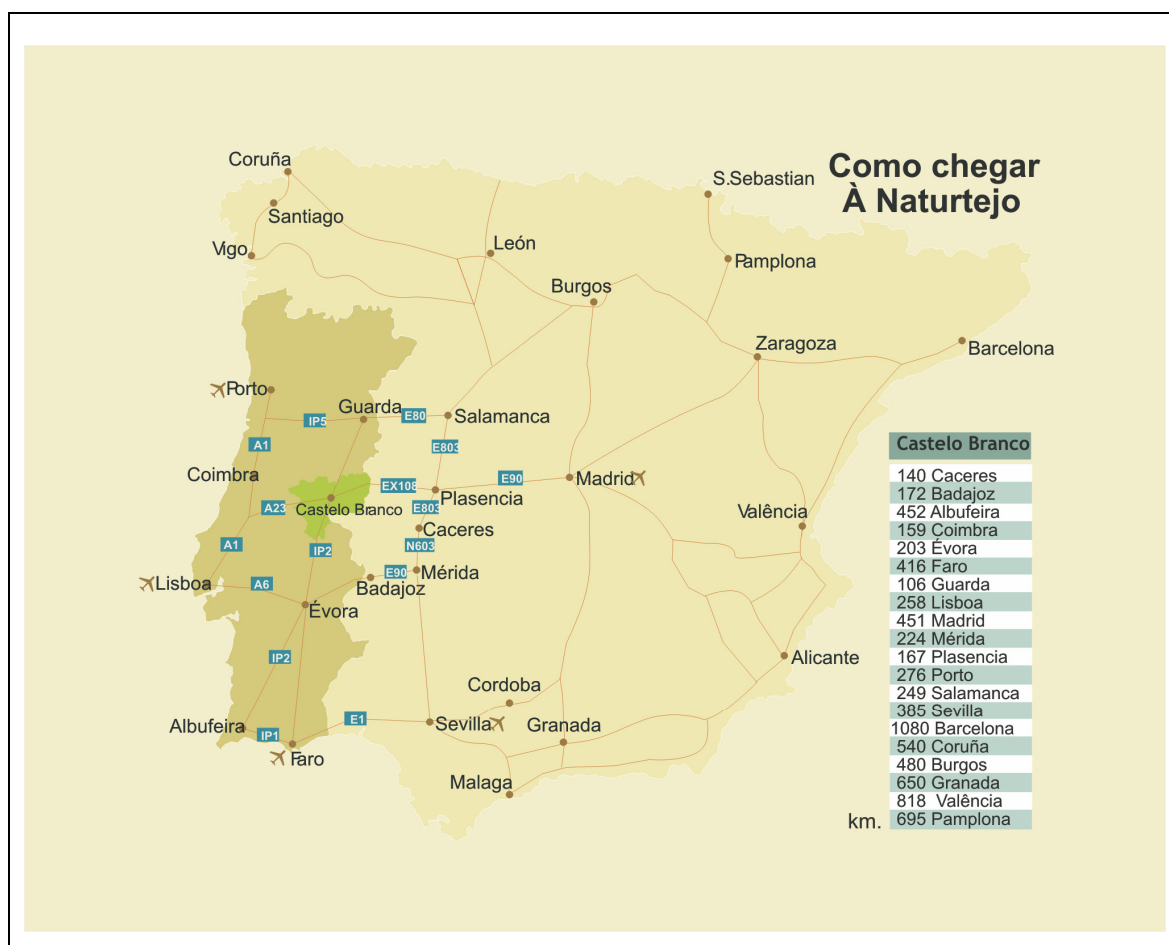 Como chegar
À Naturtejo
Coruña
S.Sebastian
Santiago
Vigo
León
Pamplona
Burgos
Zaragoza
Barcelona
Porto
Guarda
Salamanca
IP5
E80
A1
E803
Coimbra
Madrid
E90
EX108
Plasencia
Castelo Branco
A23
E803
Caceres
Valência
A1
IP2
N603
Lisboa
A6
E90
Mérida
Badajoz
Évora
IP2
Alicante
Cordoba
Albufeira
IP1
E1
Sevilla
Granada
Faro
Malaga
Castelo Branco
140 Caceres
172 Badajoz
452 Albufeira
159 Coimbra
203 Évora
416 Faro
106 Guarda
258 Lisboa
451 Madrid
224 Mérida
167 Plasencia
276 Porto
249 Salamanca
385 Sevilla
1080 Barcelona
540 Coruña
480 Burgos
650 Granada
818 Valência
km. 695 Pamplona